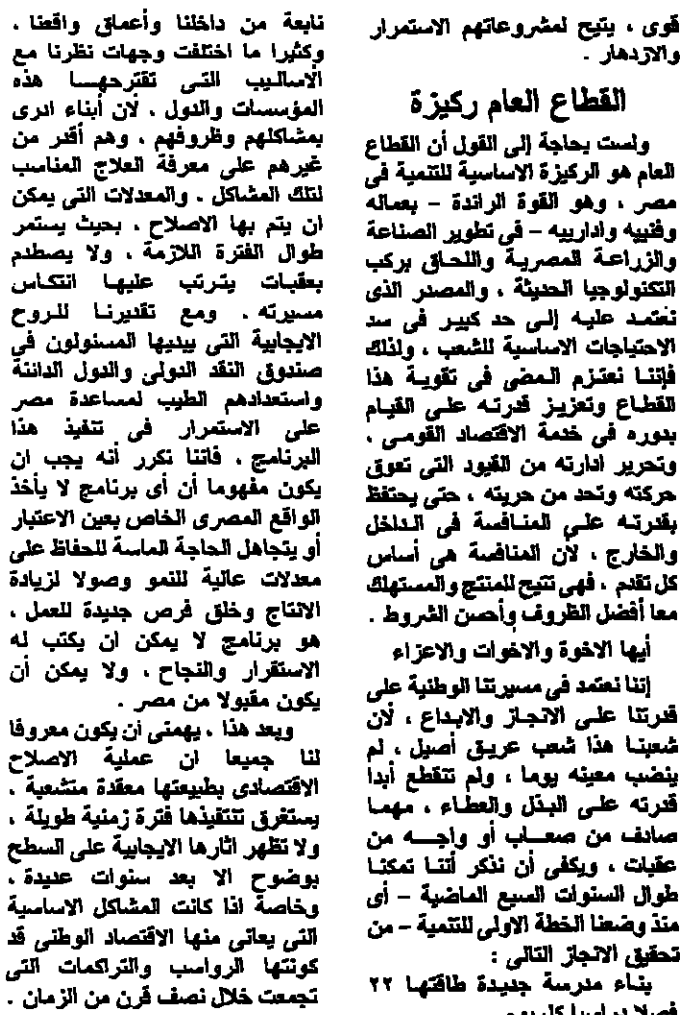 قوى ، يتيح لمشروعاتهم الاستمرار
والازدهار .
القطاع العام ركيزة
ولست بحاجة إلى القول أن القطاع
العام هو الركيزة الاساسية للتنمية فى
مصر ، وهو القوة الرائدة - بعماله
وفنييه وادارييه - فى تطوير الصناعة
والزراعة المصرية واللحاق بركب
التكنولوجيا الحديثة ، والمصدر الذى
نعتمد عليه إلى حد كبير فى سد
الاحتياجات الاساسية للشعب ، ولذلك
فإننا نعتزم المضى فى تقوية هذا
القطاع وتعزيز قدرته على القيام
بدوره فى خدمة الاقتصاد القومى ،
وتحرير ادارته من القيود التى تعوق
حركته وتحد من حريته ، حتى يحتفظ
بقدرته على المنافسة فى الداخل
والخارج ، لأن المنافسة هى أساس
كل تقدم ، فهى تتيح للمنتج والمستهلك
معا أفضل الظروف وأحسن الشروط .
أيها الاخوة والاخوات والاعزاء
إننا نعتمد فى مسيرتنا الوطنية على
قدرتنا على الانجاز والابداع ، لأن
شعبنا هذا شعب عريق أصيل ، لم
ينضب معينه يوما ، ولم تنقطع أبدا
قدرته على البذل والعطاء ، مهما
صادف من صعاب أو واجه من
عقبات ، ويكفى أن نذكر أننا تمكنا
طوال السنوات السبع الماضية - أى
منذ وضعنا الخطة الاولى للتنمية - من
تحقيق الانجاز التالى :
بناء مدرسة جديدة طاقتها ٢٢
فصلا دراسيا كل يوم
نابعة من داخلنا وأعماق واقعنا .
وكثيرا ما اختلفت وجهات نظرنا مع
الأساليب التى تقترحها هذه
المؤسسات والدول ، لأن أبناء ادرى
بمشاكلهم وظروفهم ، وهم أقدر من
غيرهم على معرفة العلاج المناسب
لتلك المشاكل . والمعدلات التى يمكن
ان يتم بها الاصلاح ، بحيث يستمر
طوال الفترة اللازمة ، ولا يصطدم
بعقبات يترتب عليها انتكاس
مسيرته . ومع تقديرنا للروح
الايجابية التى يبديها المسئولون فى
صندوق النقد الدولى والدول الدائنة
واستعدادهم الطيب لمساعدة مصر
على الاستمرار فى تنفيذ هذا
البرنامج ، فاتنا نكرر أنه يجب ان
يكون مفهوما أن أى برنامج لا يأخذ
الواقع المصرى الخاص بعين الاعتبار
أو يتجاهل الحاجة الماسة للحفاظ على
معدلات عالية للنمو وصولا لزيادة
الانتاج وخلق فرص جديدة للعمل ،
هو برنامج لا يمكن ان يكتب له
الاستقرار والنجاح ، ولا يمكن أن
يكون مقبولا من مصر .
وبعد هذا ، يهمنى ان يكون معروفا
لنا جميعا ان عملية الاصلاح
الاقتصادى بطبيعتها معقدة متشعبة ،
يستغرق تنفيذها فترة زمنية طويلة ،
ولا تظهر اثارها الايجابية على السطح
بوضوح الا بعد سنوات عديدة ،
وخاصة اذا كانت المشاكل الاساسية
التى يعانى منها الاقتصاد الوطنى قد
كونتها الرواسب والتراكمات التى
تجمعت خلال نصف قرن من الزمان .